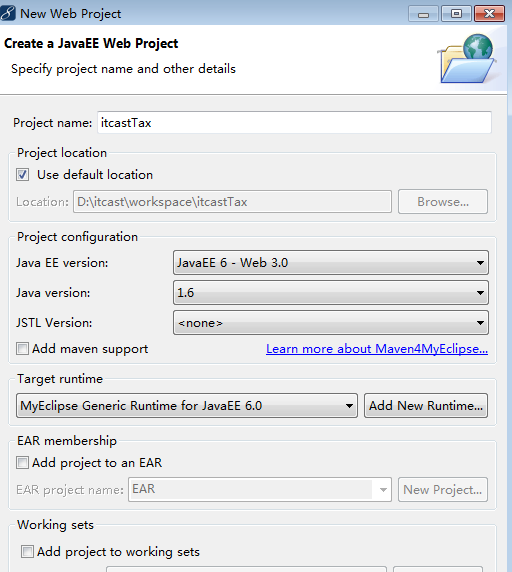 New Web Project
Create a JavaEE Web Project
Specify project name and other details
Project name: itcastTax
Project location
Use default location
Location: D:\itcast\workspace\itcastTax Browse...
Project configuration
Java EE version: JavaEE 6 - Web 3.0
Java version: 1.6
JSTL Version: <none>
Add maven support Learn more about Maven4MyEclipse...
Target runtime
MyEclipse Generic Runtime for JavaEE 6.0 Add New Runtime...
EAR membership
Add project to an EAR
EAR project name: EAR New Project...
Working sets
Add project to working sets